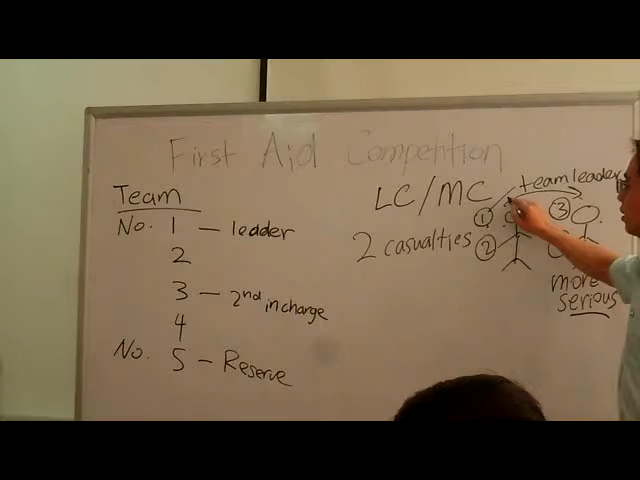 First Aid Competition
Team
No. 1 — leader
2
3 — 2nd in charge
4
No. 5 — Reserve
LC/MC
2 casualties
team leader
1
2
3
more
serious